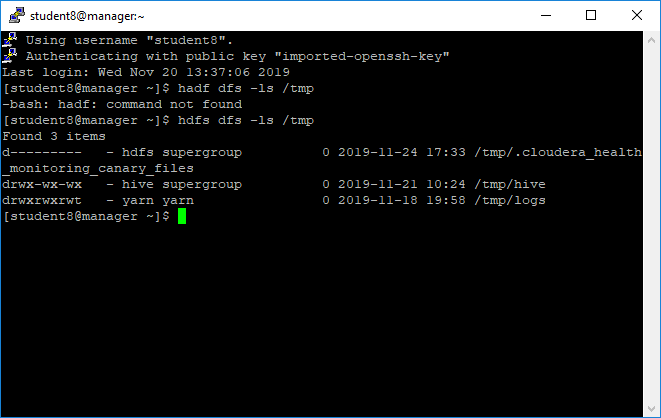 student8@manager:~
Using username "student8".
Authenticating with public key "imported-openssh-key"
Last login: Wed Nov 20 13:37:06 2019
[student8@manager ~]$ hadf dfs -ls /tmp
-bash: hadf: command not found
[student8@manager ~]$ hdfs dfs -ls /tmp
Found 3 items
d---------   - hdfs supergroup          0 2019-11-24 17:33 /tmp/.cloudera_health
_monitoring_canary_files
drwx-wx-wx   - hive supergroup          0 2019-11-21 10:24 /tmp/hive
drwxrwxrwt   - yarn yarn                0 2019-11-18 19:58 /tmp/logs
[student8@manager ~]$